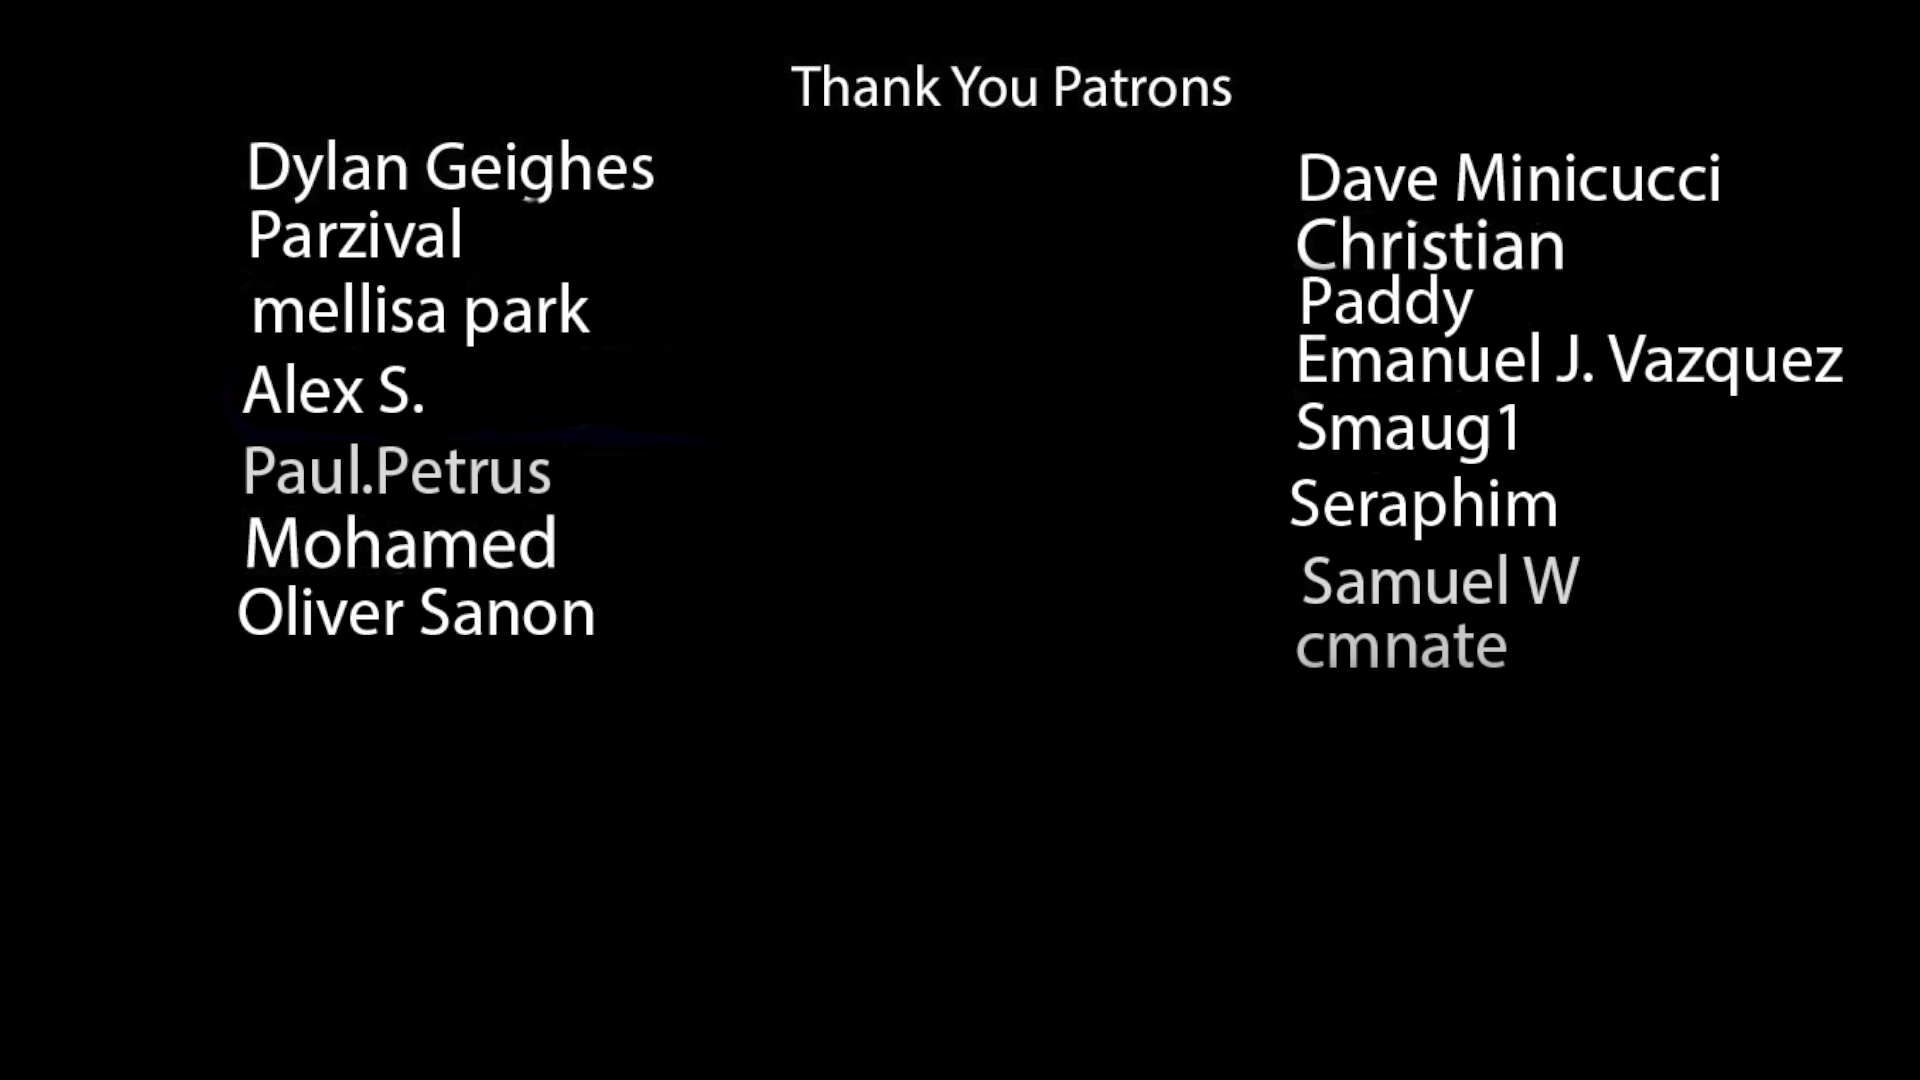 Thank You Patrons
Dylan Geighes
Parzival
mellisa park
Alex S.
Paul.Petrus
Mohamed
Oliver Sanon
Dave Minicucci
Christian
Paddy
Emanuel J. Vazquez
Smaug1
Seraphim
Samuel W
cmnate